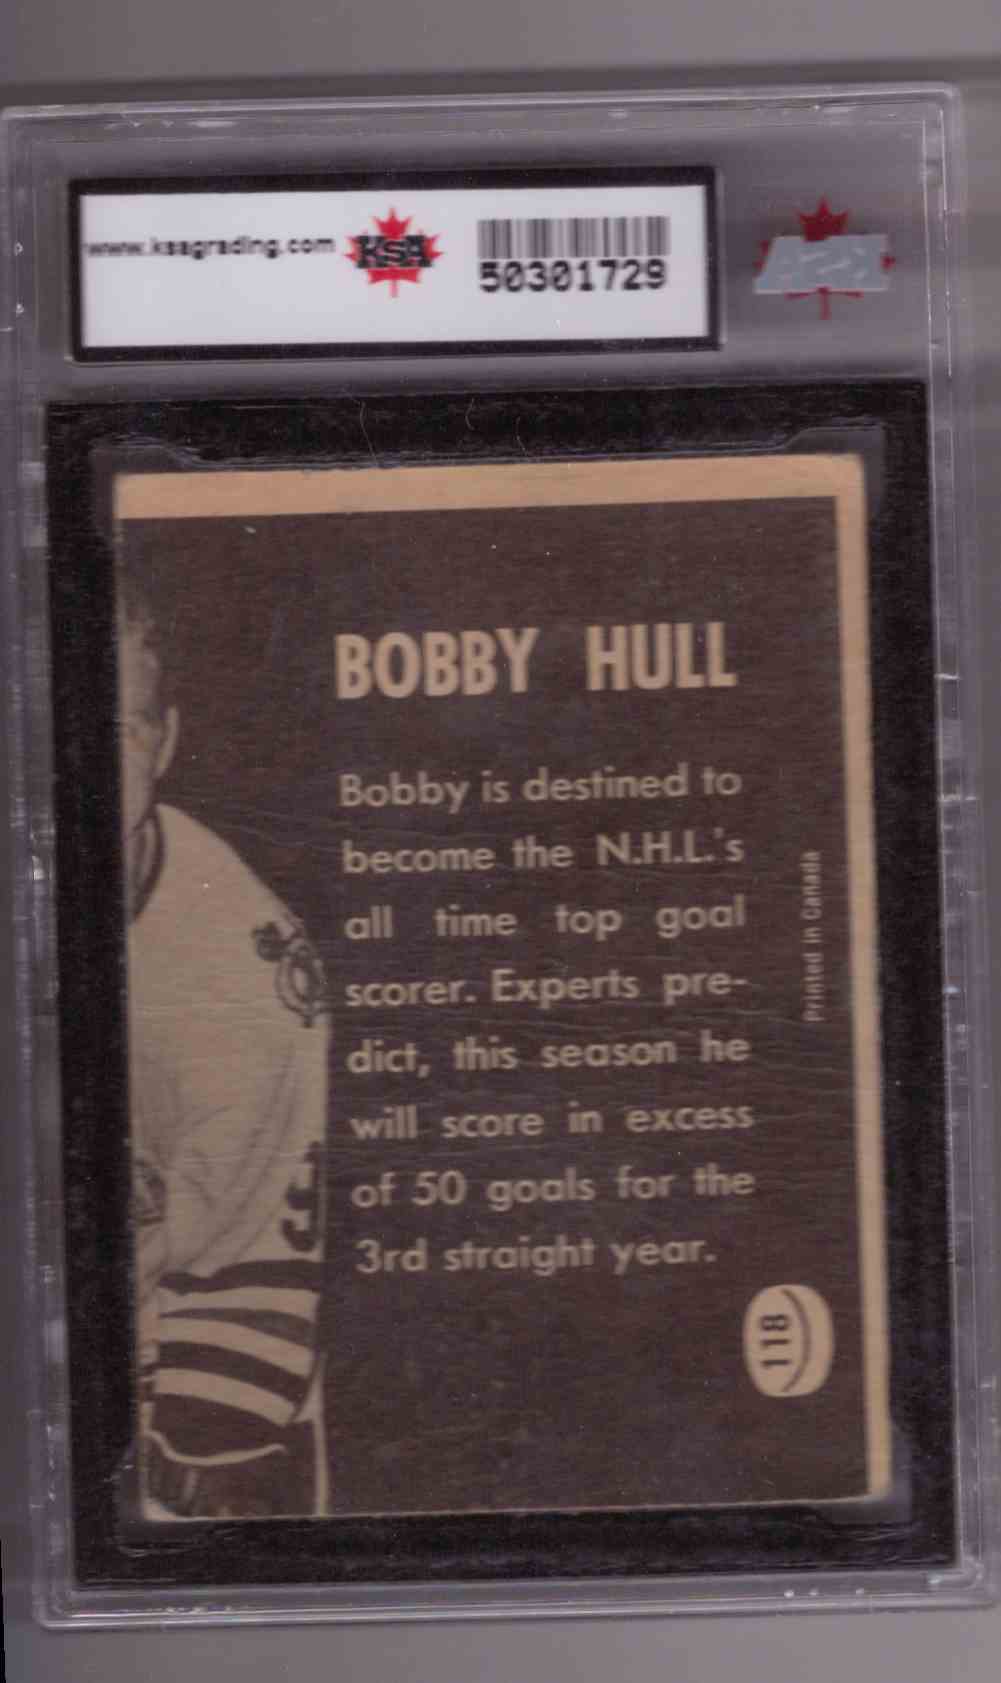 www.ksagrading.com
KSA
50301729
KSA
BOBBY HULL
Bobby is destined to
become the N.H.L.'s
all time top goal
scorer. Experts pre-
dict, this season he
will score in excess
of 50 goals for the
3rd straight year.
Printed in Canada
118